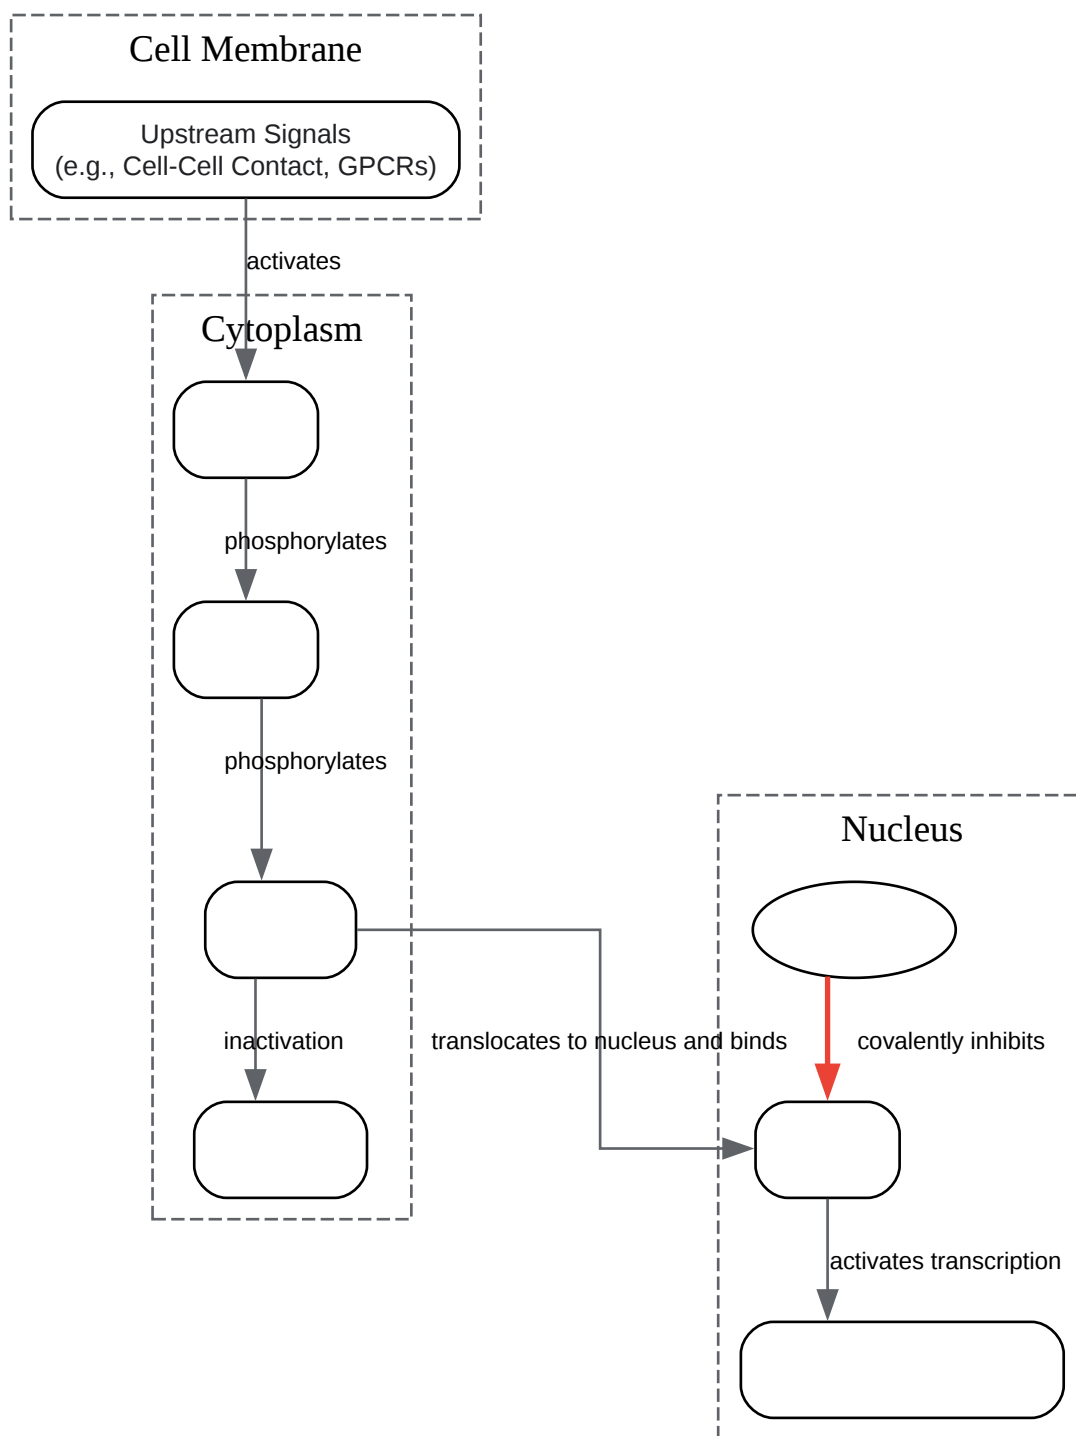 Cell Membrane
Upstream Signals
(e.g., Cell-Cell Contact, GPCRs)
activates
Cytoplasm
phosphorylates
phosphorylates
Nucleus
inactivation
translocates to nucleus and binds
covalently inhibits
activates transcription